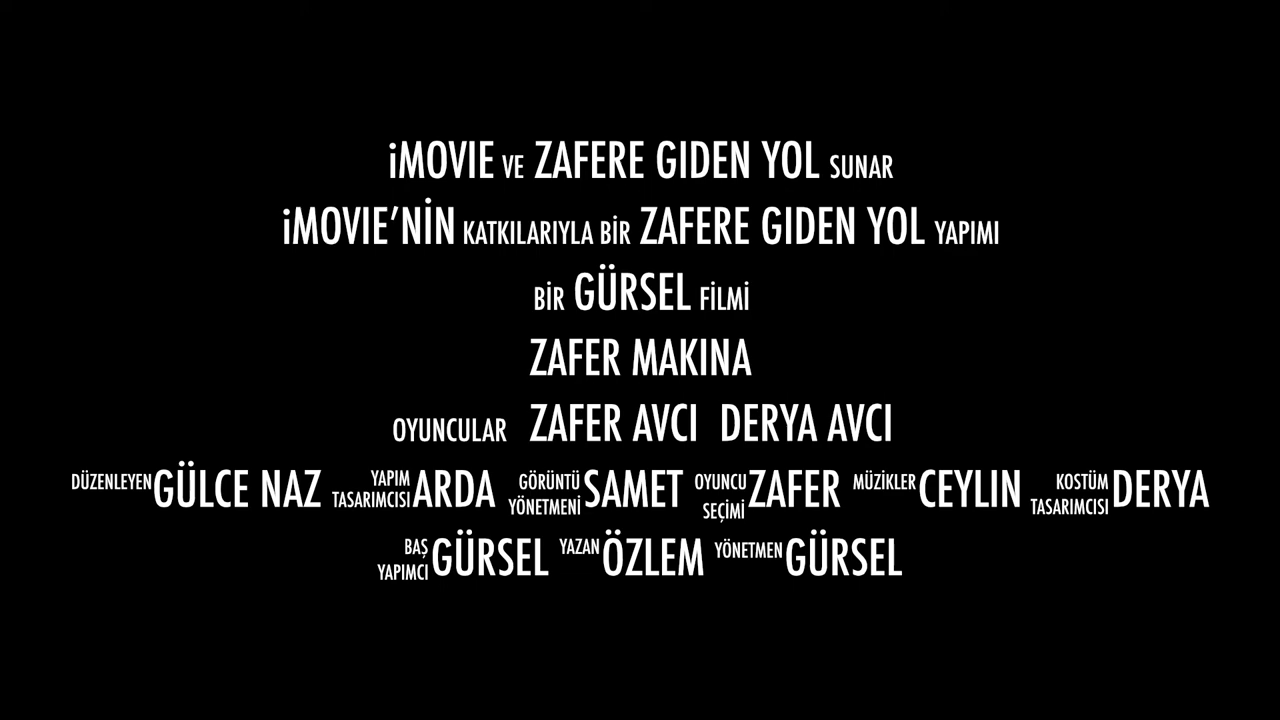 iMOVIE VE ZAFERE GIDEN YOL SUNAR
iMOVIE'NİN KATKILARIYLA BİR ZAFERE GIDEN YOL YAPIMI
BİR GÜRSEL FİLMİ
ZAFER MAKINA
OYUNCULAR ZAFER AVCI DERYA AVCI
DÜZENLEYEN GÜLCE NAZ YAPIM TASARIMCISI ARDA GÖRÜNTÜ YÖNETMENİ SAMET OYUNCU SEÇİMİ ZAFER MÜZİKLER CEYLIN KOSTÜM TASARIMCISI DERYA
BAŞ YAPIMCI GÜRSEL YAZAN ÖZLEM YÖNETMEN GÜRSEL